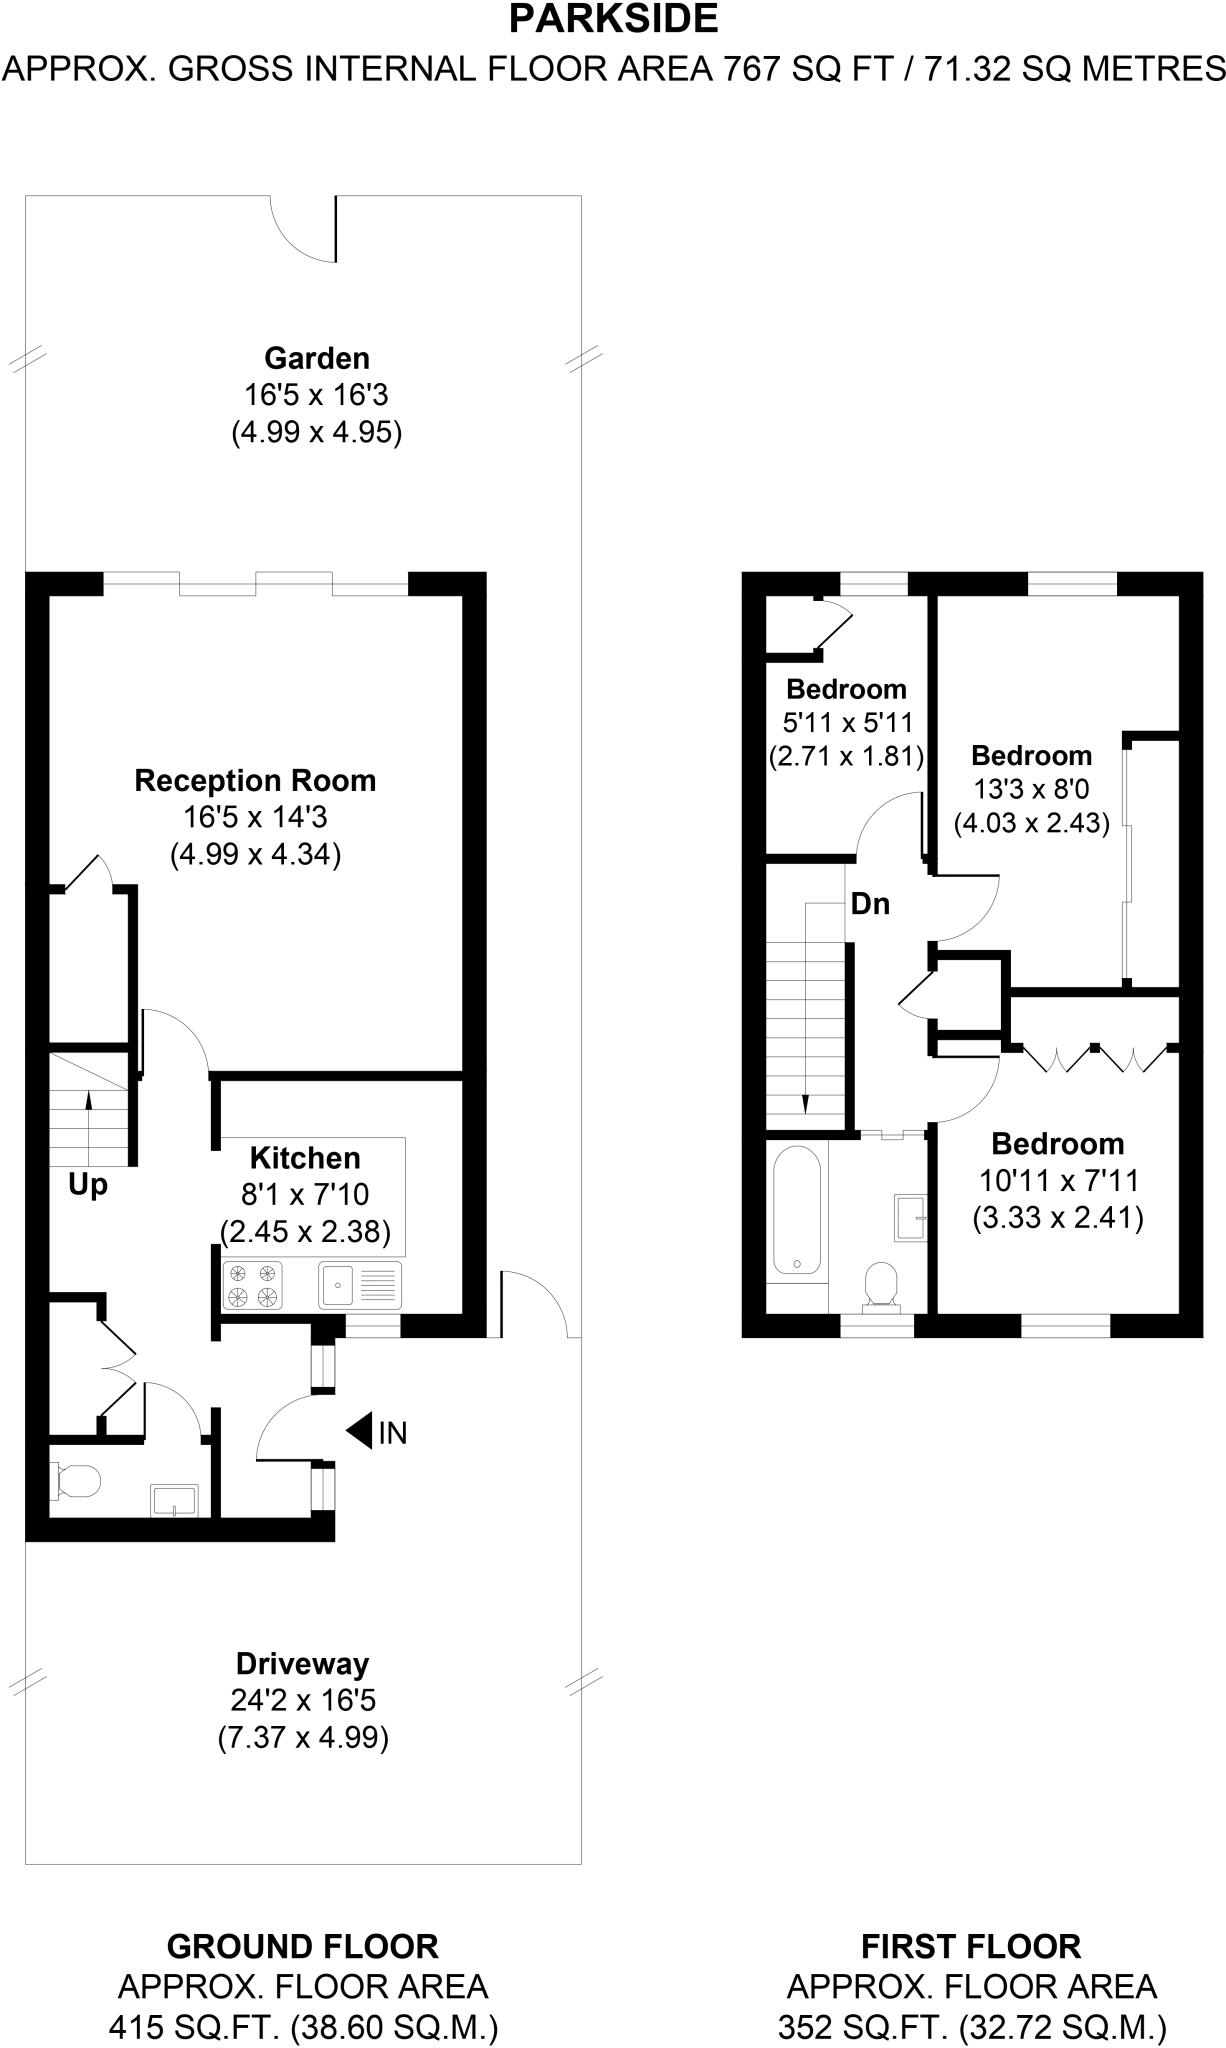 PARKSIDE
APPROX. GROSS INTERNAL FLOOR AREA 767 SQ FT / 71.32 SQ METRES
Garden
16'5 x 16'3
(4.99 x 4.95)
Reception Room
16'5 x 14'3
(4.99 x 4.34)
Up
Kitchen
8'1 x 7'10
(2.45 x 2.38)
IN
Driveway
24'2 x 16'5
(7.37 x 4.99)
GROUND FLOOR
APPROX. FLOOR AREA
415 SQ.FT. (38.60 SQ.M.)
Bedroom
5'11 x 5'11
(2.71 x 1.81)
Bedroom
13'3 x 8'0
(4.03 x 2.43)
Dn
Bedroom
10'11 x 7'11
(3.33 x 2.41)
FIRST FLOOR
APPROX. FLOOR AREA
352 SQ.FT. (32.72 SQ.M.)